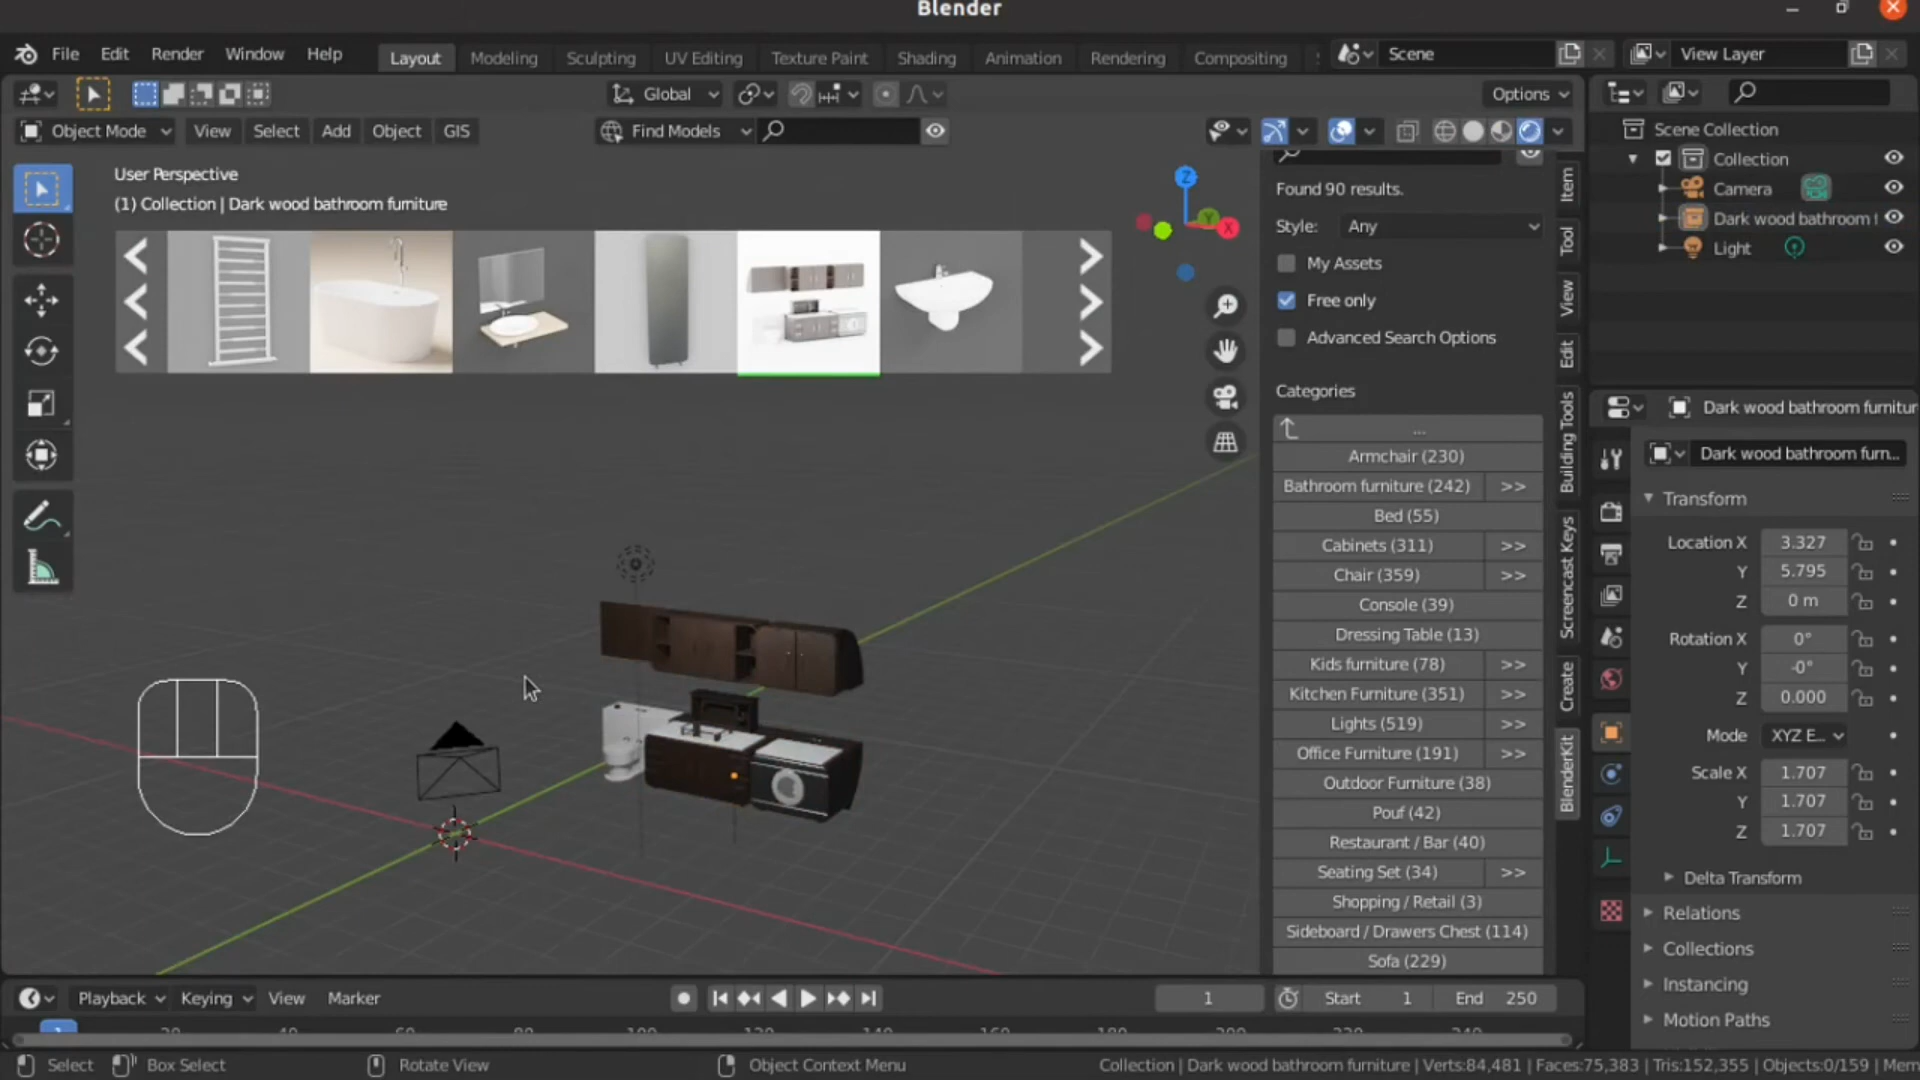 Blender
File Edit Render Window Help Layout Modeling Sculpting UV Editing Texture Paint Shading Animation Rendering Compositing Scene View Layer
Global Options
Object Mode View Select Add Object GIS Find Models
User Perspective
(1) Collection | Dark wood bathroom furniture
Z
Y
X
Found 90 results.
Style: Any
My Assets
Free only
Advanced Search Options
Categories
...
Armchair (230)
Bathroom furniture (242) >>
Bed (55)
Cabinets (311) >>
Chair (359) >>
Console (39)
Dressing Table (13)
Kids furniture (78) >>
Kitchen Furniture (351) >>
Lights (519) >>
Office Furniture (191) >>
Outdoor Furniture (38)
Pouf (42)
Restaurant / Bar (40)
Seating Set (34) >>
Shopping / Retail (3)
Sideboard / Drawers Chest (114)
Sofa (229)
Item
Tool
View
Edit
Building Tools
Screencast Keys
Create
BlenderKit
Scene Collection
Collection
Camera
Dark wood bathroom
Light
Dark wood bathroom furnitur
Dark wood bathroom furn...
Transform
Location X 3.327
Y 5.795
Z 0 m
Rotation X 0°
Y -0°
Z 0.000
Mode XYZ E...
Scale X 1.707
Y 1.707
Z 1.707
Delta Transform
Relations
Collections
Instancing
Motion Paths
Playback Keying View Marker 1 Start 1 End 250
Select Box Select Rotate View Object Context Menu Collection | Dark wood bathroom furniture | Verts:84,481 | Faces:75,383 | Tris:152,355 | Objects:0/159 | Mem